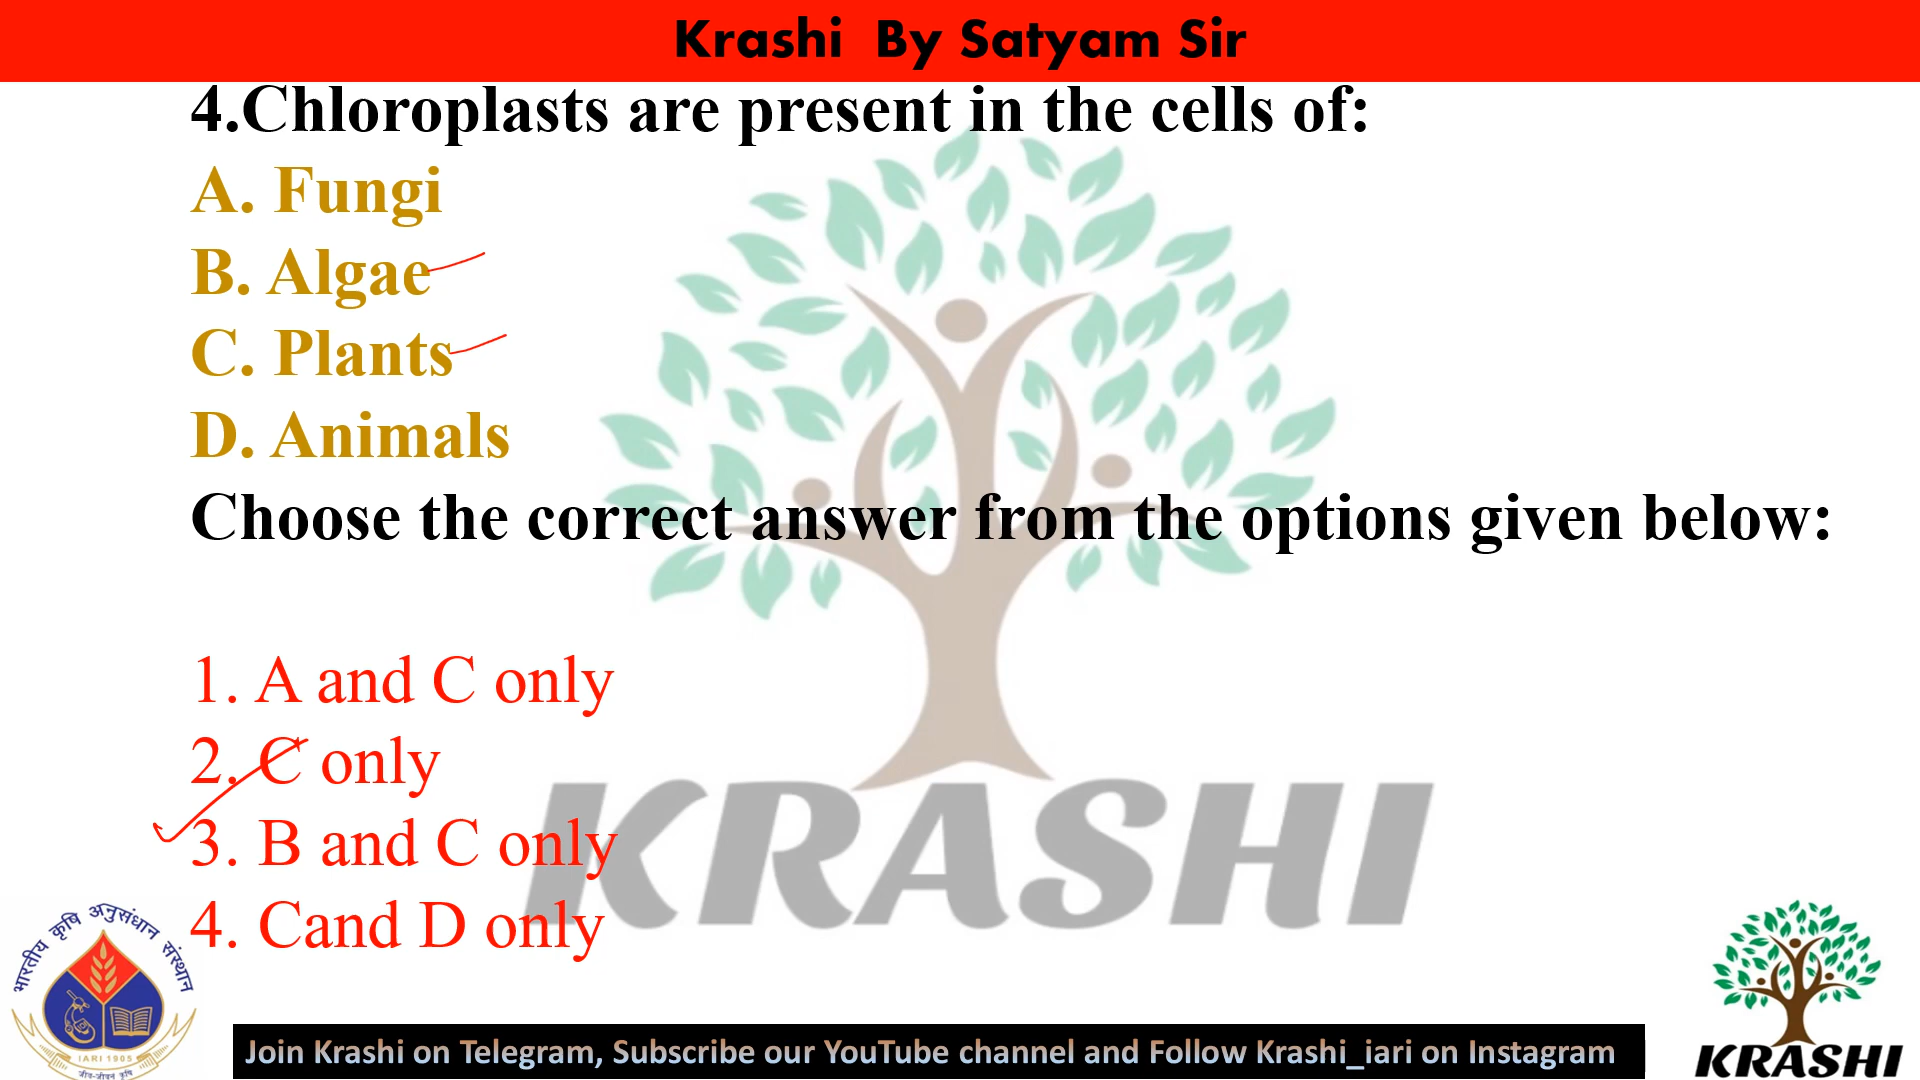 Krashi By Satyam Sir
4.Chloroplasts are present in the cells of:
A. Fungi
B. Algae
C. Plants
D. Animals
Choose the correct answer from the options given below:
1. A and C only
2. C only
3. B and C only
4. Cand D only
KRASHI
भारतीय कृषि अनुसंधान संस्थान
IARI 1905
जीय-जीवनं कृषि
Join Krashi on Telegram, Subscribe our YouTube channel and Follow Krashi_iari on Instagram
KRASHI